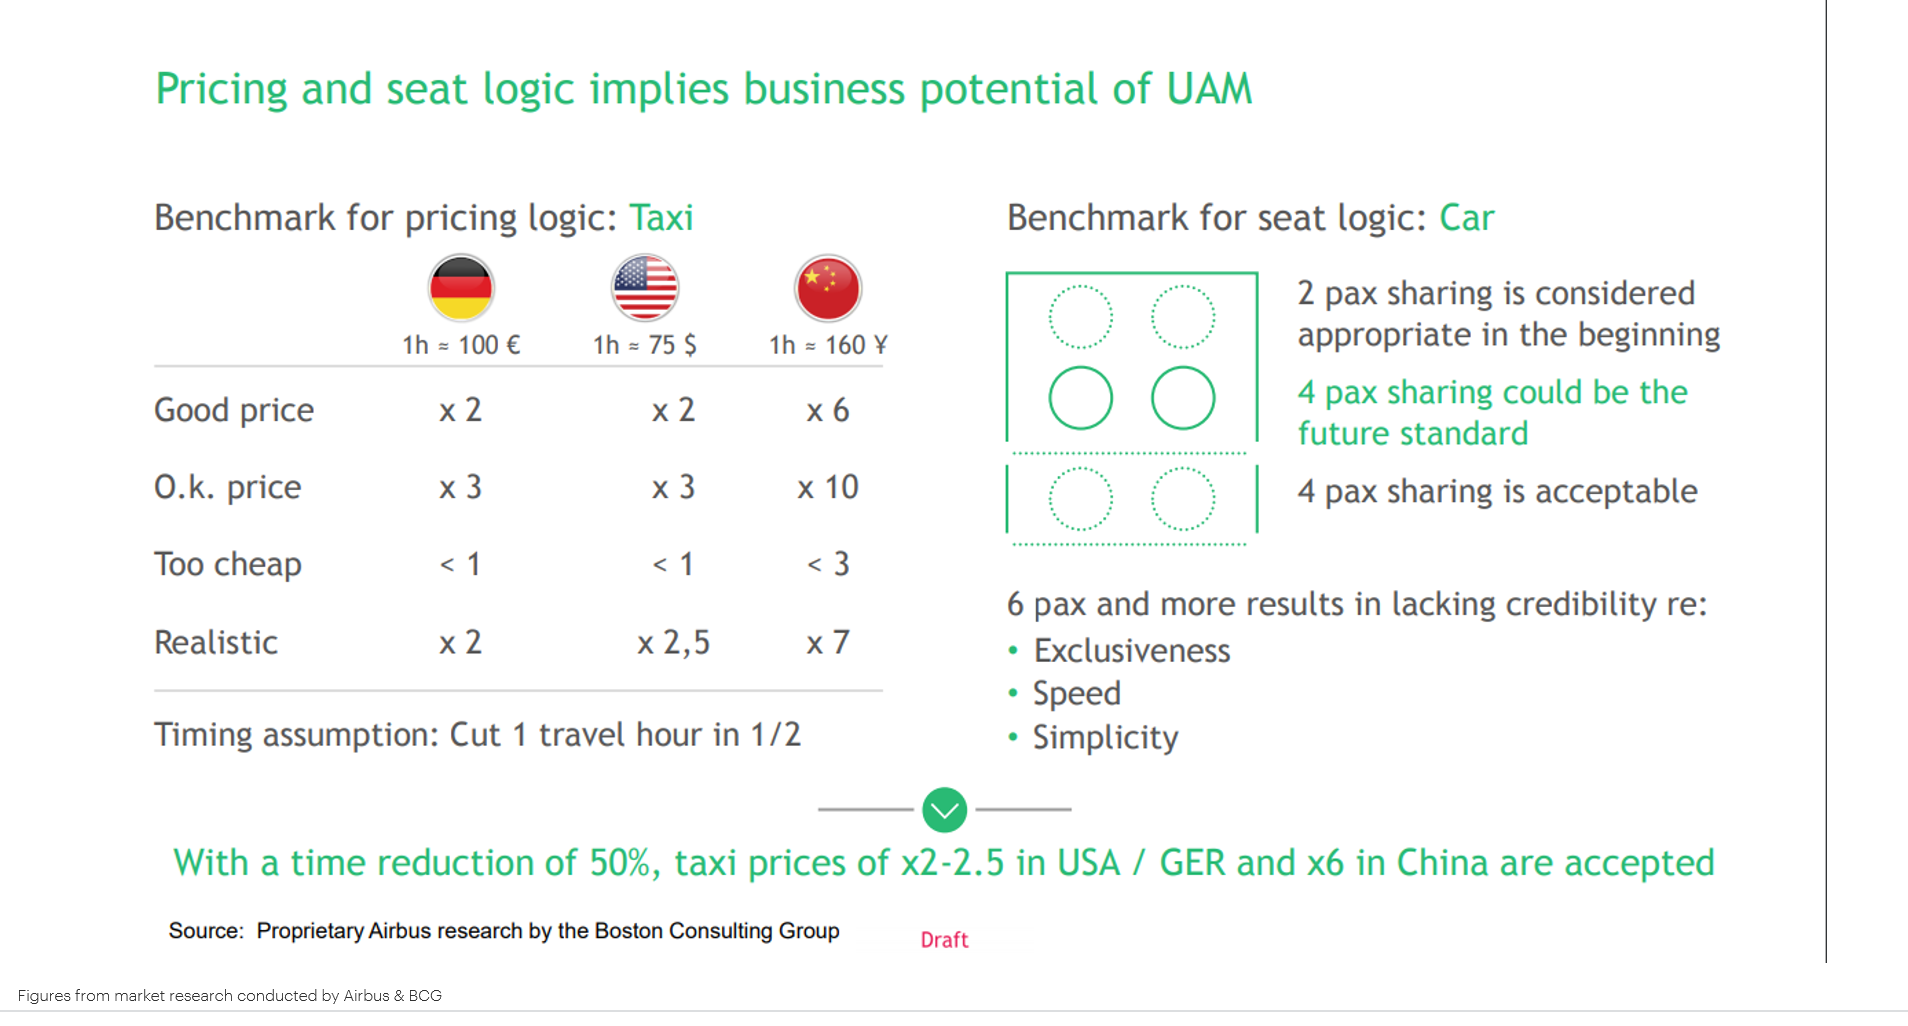 Pricing and seat logic implies business potential of UAM
Benchmark for pricing logic: Taxi
1h ≈ 100 € 1h ≈ 75 $ 1h ≈ 160 ¥
Good price x 2 x 2 x 6
O.k. price x 3 x 3 x 10
Too cheap < 1 < 1 < 3
Realistic x 2 x 2,5 x 7
Timing assumption: Cut 1 travel hour in 1/2
Benchmark for seat logic: Car
2 pax sharing is considered
appropriate in the beginning
4 pax sharing could be the
future standard
4 pax sharing is acceptable
6 pax and more results in lacking credibility re:
• Exclusiveness
• Speed
• Simplicity
With a time reduction of 50%, taxi prices of x2-2.5 in USA / GER and x6 in China are accepted
Source: Proprietary Airbus research by the Boston Consulting Group
Draft
Figures from market research conducted by Airbus & BCG